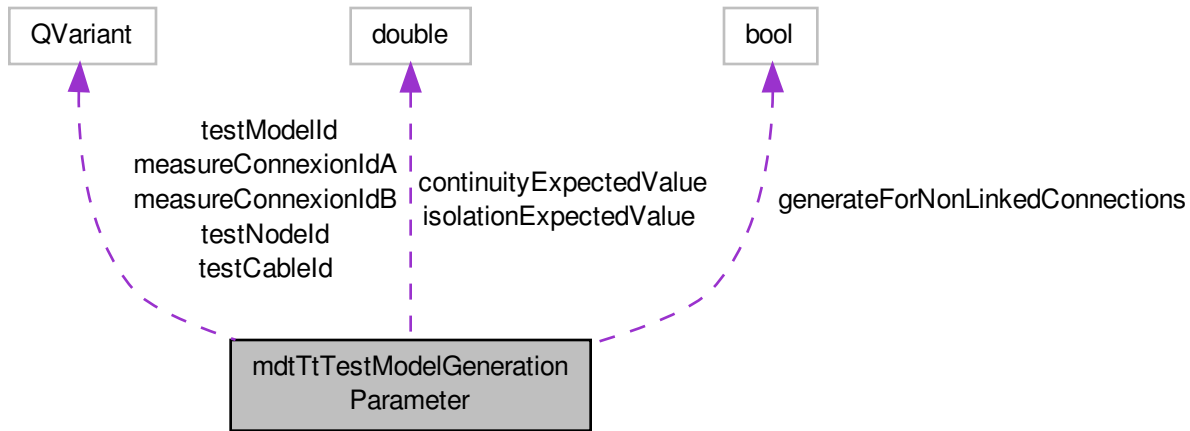 QVariant
double
bool
testModelId
measureConnexionIdA
measureConnexionIdB
testNodeId
testCableId
continuityExpectedValue
isolationExpectedValue
generateForNonLinkedConnections
mdtTtTestModelGeneration
Parameter